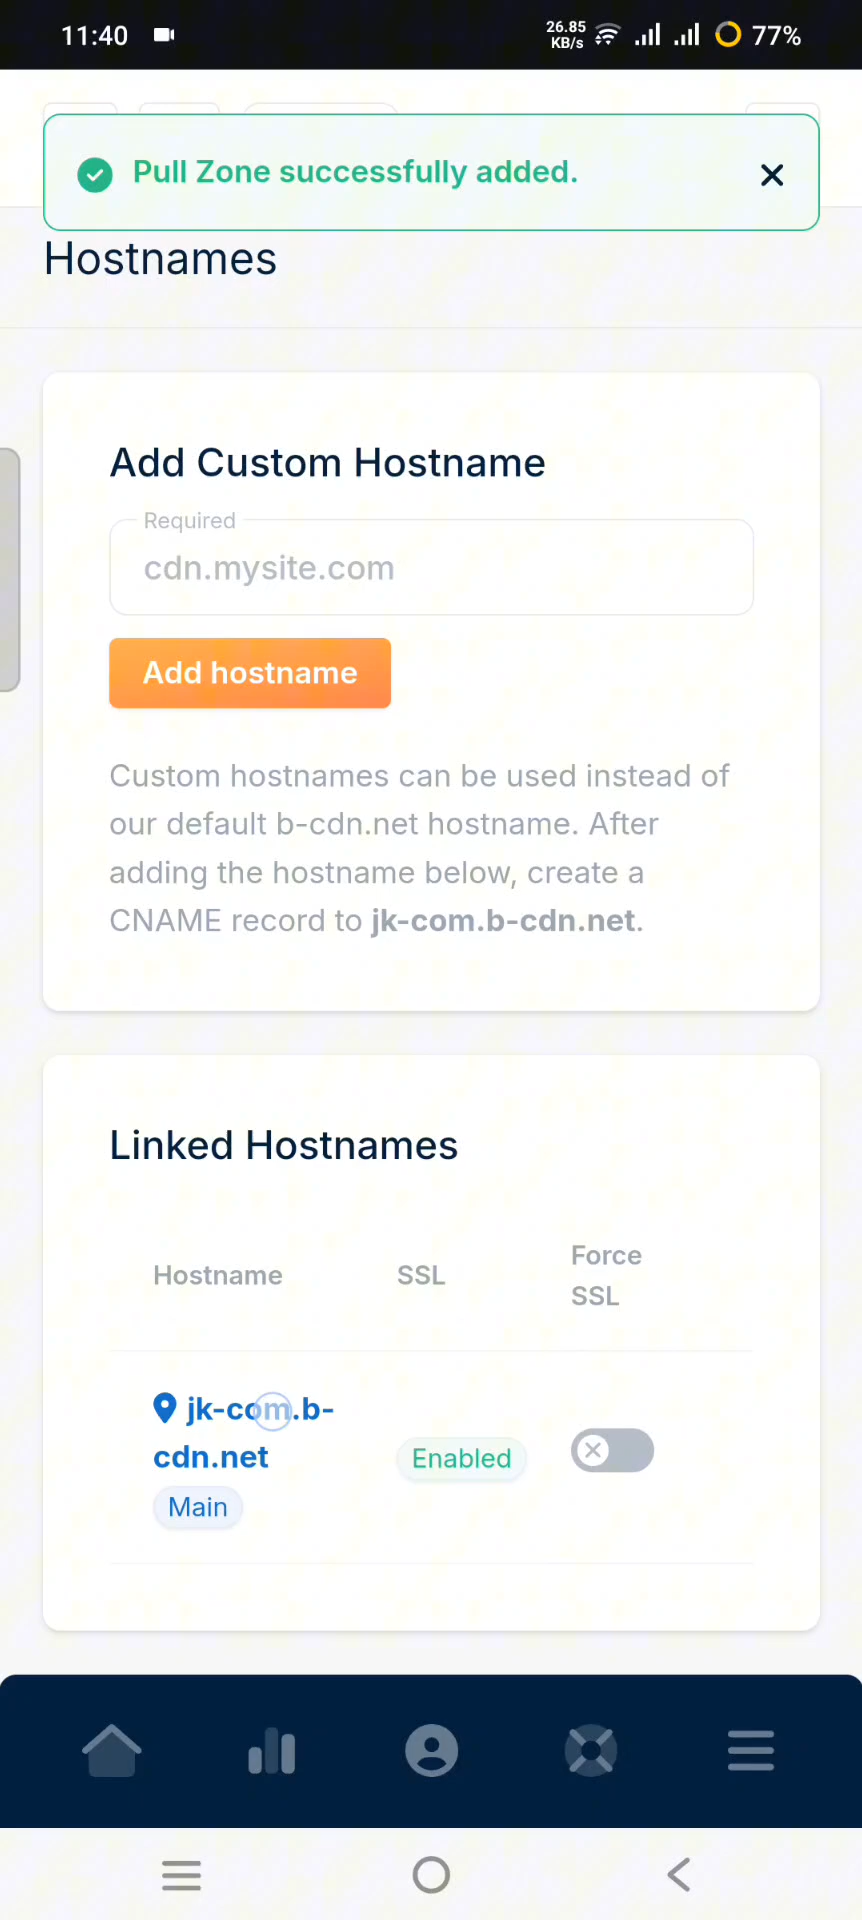 11:40
26.85
KB/s
77%
Pull Zone successfully added.
Hostnames
Add Custom Hostname
Required
cdn.mysite.com
Add hostname
Custom hostnames can be used instead of
our default b-cdn.net hostname. After
adding the hostname below, create a
CNAME record to jk-com.b-cdn.net.
Linked Hostnames
Hostname SSL Force
SSL
jk-com.b-
cdn.net
Enabled
Main